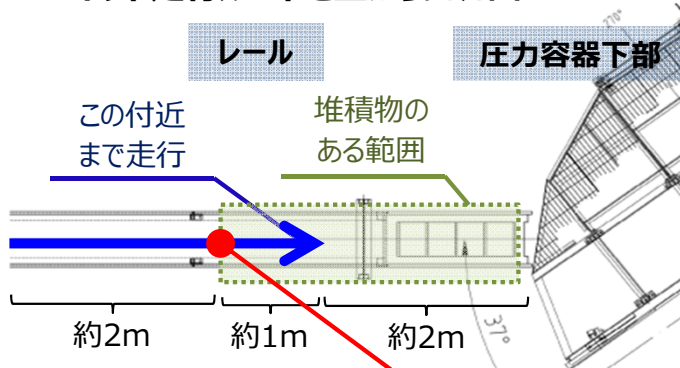 レール
圧力容器下部
この付近
まで走行
堆積物の
ある範囲
270°
約2m
約1m
約2m
37°